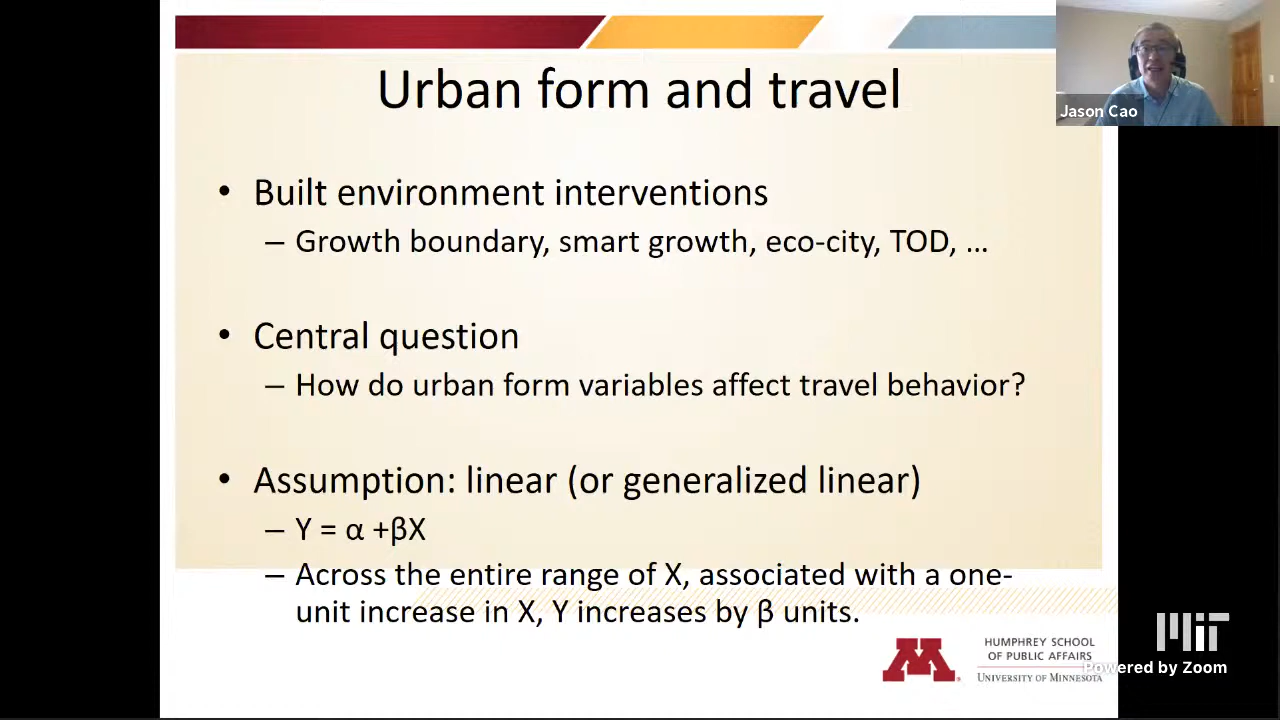 Urban form and travel
Jason Cao
• Built environment interventions
– Growth boundary, smart growth, eco-city, TOD, …
• Central question
– How do urban form variables affect travel behavior?
• Assumption: linear (or generalized linear)
– Y = α +βX
– Across the entire range of X, associated with a one-
unit increase in X, Y increases by β units.
M
HUMPHREY SCHOOL
OF PUBLIC AFFAIRS
UNIVERSITY OF MINNESOTA
MIT
Powered by Zoom